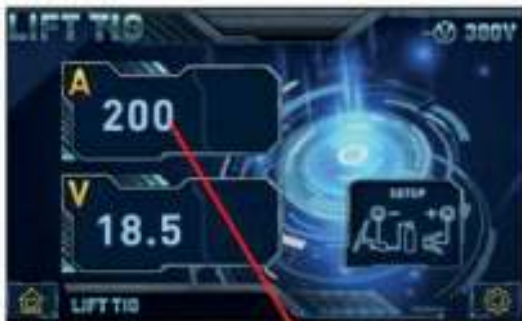 LIFT TIG
380V
A
200
V
18.5
SETUP
- +
LIFT TIG